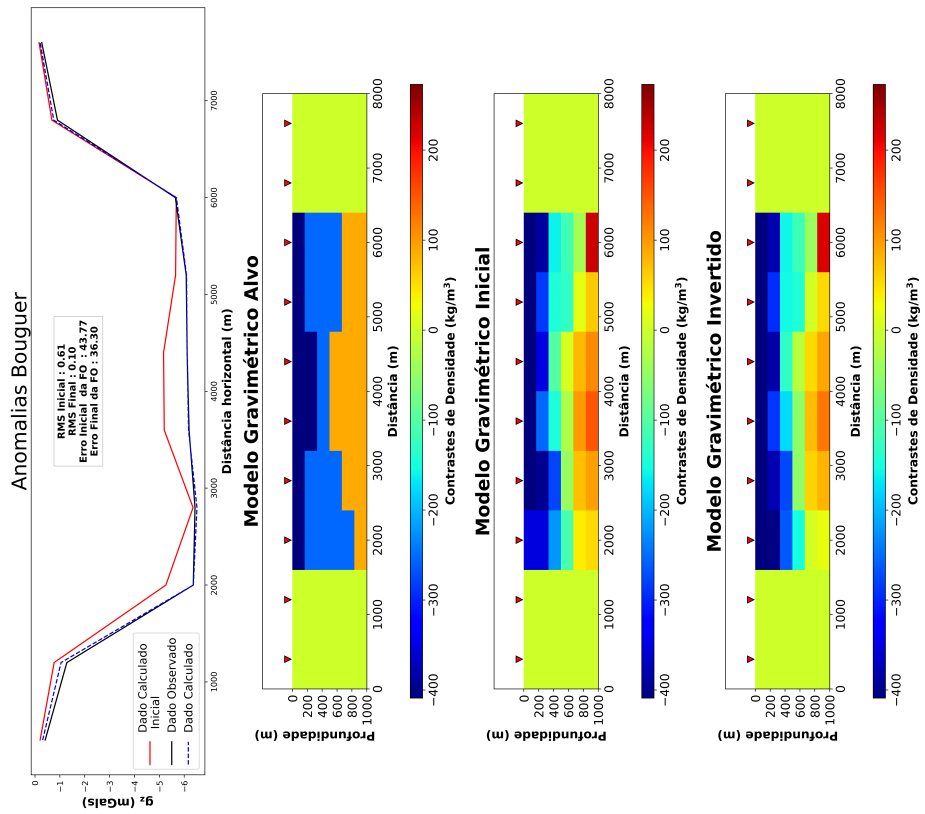 Anomalias Bouguer
RMS Inicial : 0.61
RMS Final : 0.10
Erro Inicial  da FO  : 43.77
Erro Final da FO : 36.30
0
−1
−2
−3
−4
−5
−6
g_z (mGals)
Dado Calculado
Inicial
Dado Observado
Dado Calculado
1000 2000 3000 4000 5000 6000 7000
Distância horizontal (m)
Modelo Gravimétrico Alvo
0
200
400
600
800
1000
Profundidade (m)
0 1000 2000 3000 4000 5000 6000 7000 8000
Distância (m)
Contrastes de Densidade (kg/m³)
−400 −300 −200 −100 0 100 200
Modelo Gravimétrico Inicial
0
200
400
600
800
1000
Profundidade (m)
0 1000 2000 3000 4000 5000 6000 7000 8000
Distância (m)
Contrastes de Densidade (kg/m³)
−400 −300 −200 −100 0 100 200
Modelo Gravimétrico Invertido
0
200
400
600
800
1000
Profundidade (m)
0 1000 2000 3000 4000 5000 6000 7000 8000
Distância (m)
Contrastes de Densidade (kg/m³)
−400 −300 −200 −100 0 100 200